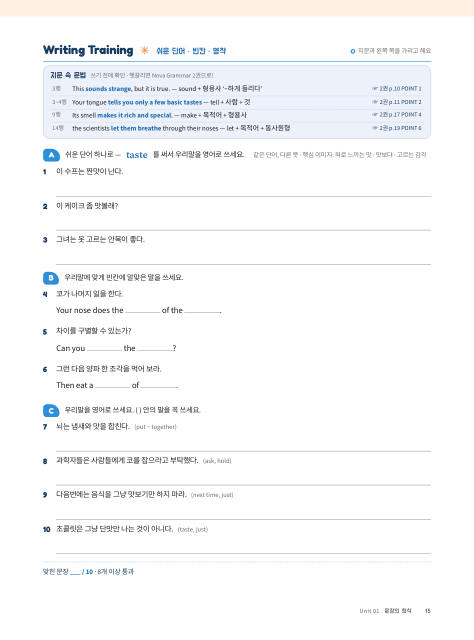 Writing Training ✳ 쉬운 단어 · 빈칸 · 영작
지문과 왼쪽 쪽을 가리고 해요
지문 속 문법 쓰기 전에 확인 · 헷갈리면 Nova Grammar 2권으로!
3행 This sounds strange, but it is true. — sound + 형용사 '~하게 들리다' ☞ 2권 p.10 POINT 1
3-4행 Your tongue tells you only a few basic tastes — tell + 사람 + 것 ☞ 2권 p.11 POINT 2
9행 Its smell makes it rich and special. — make + 목적어 + 형용사 ☞ 2권 p.17 POINT 4
14행 the scientists let them breathe through their noses — let + 목적어 + 동사원형 ☞ 2권 p.19 POINT 6
A 쉬운 단어 하나로 — taste 를 써서 우리말을 영어로 쓰세요. 같은 단어, 다른 뜻 · 핵심 이미지: 혀로 느끼는 맛 · 맛보다 · 고르는 감각
1 이 수프는 짠맛이 난다.
2 이 케이크 좀 맛볼래?
3 그녀는 옷 고르는 안목이 좋다.
B 우리말에 맞게 빈칸에 알맞은 말을 쓰세요.
4 코가 나머지 일을 한다.
Your nose does the ________ of the ________.
5 차이를 구별할 수 있는가?
Can you ________ the ________?
6 그런 다음 양파 한 조각을 먹어 보라.
Then eat a ________ of ________.
C 우리말을 영어로 쓰세요. ( ) 안의 말을 꼭 쓰세요.
7 뇌는 냄새와 맛을 합친다. (put ~ together)
8 과학자들은 사람들에게 코를 잡으라고 부탁했다. (ask, hold)
9 다음번에는 음식을 그냥 맛보기만 하지 마라. (next time, just)
10 초콜릿은 그냥 단맛만 나는 것이 아니다. (taste, just)
맞힌 문장 ___ / 10 · 8개 이상 통과
Unit 01 문장의 형식 15